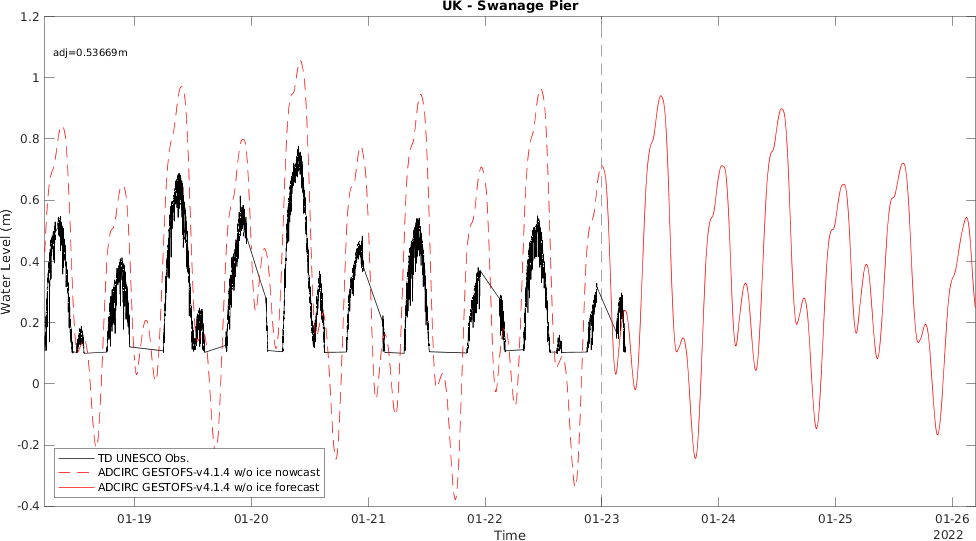 UK - Swanage Pier
adj=0.53669m
Water Level (m)
1.2
1
0.8
0.6
0.4
0.2
0
-0.2
-0.4
TD UNESCO Obs.
ADCIRC GESTOFS-v4.1.4 w/o ice nowcast
ADCIRC GESTOFS-v4.1.4 w/o ice forecast
01-19 01-20 01-21 01-22 01-23 01-24 01-25 01-26
Time 2022